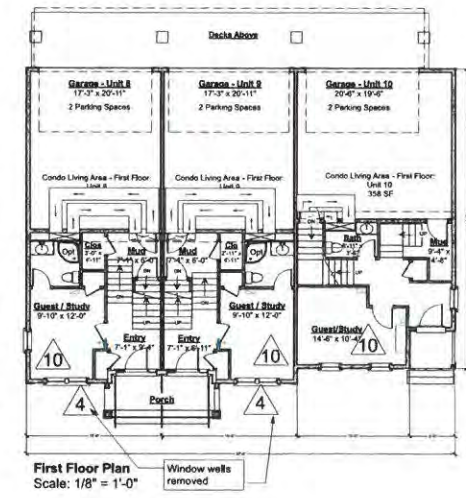 Decks Above
Garage - Unit 8
17'-3" x 20'-11"
2 Parking Spaces
Garage - Unit 9
17'-3" x 20'-11"
2 Parking Spaces
Garage - Unit 10
20'-6" x 19'-6"
2 Parking Spaces
Condo Living Area - First Floor:
Condo Living Area - First Floor:
Condo Living Area - First Floor:
Unit 10
358 SF
Opt
Clos
Mud
Mud
Clo
Opt
Bath
Mud
Guest / Study
9'-10" x 12'-0"
Guest / Study
9'-10" x 12'-0"
Guest/Study
14'-6" x 10'-4"
Entry
Entry
7'-1" x 9'-4"
10
10
10
Porch
4
4
First Floor Plan
Scale: 1/8" = 1'-0"
Window wells
removed